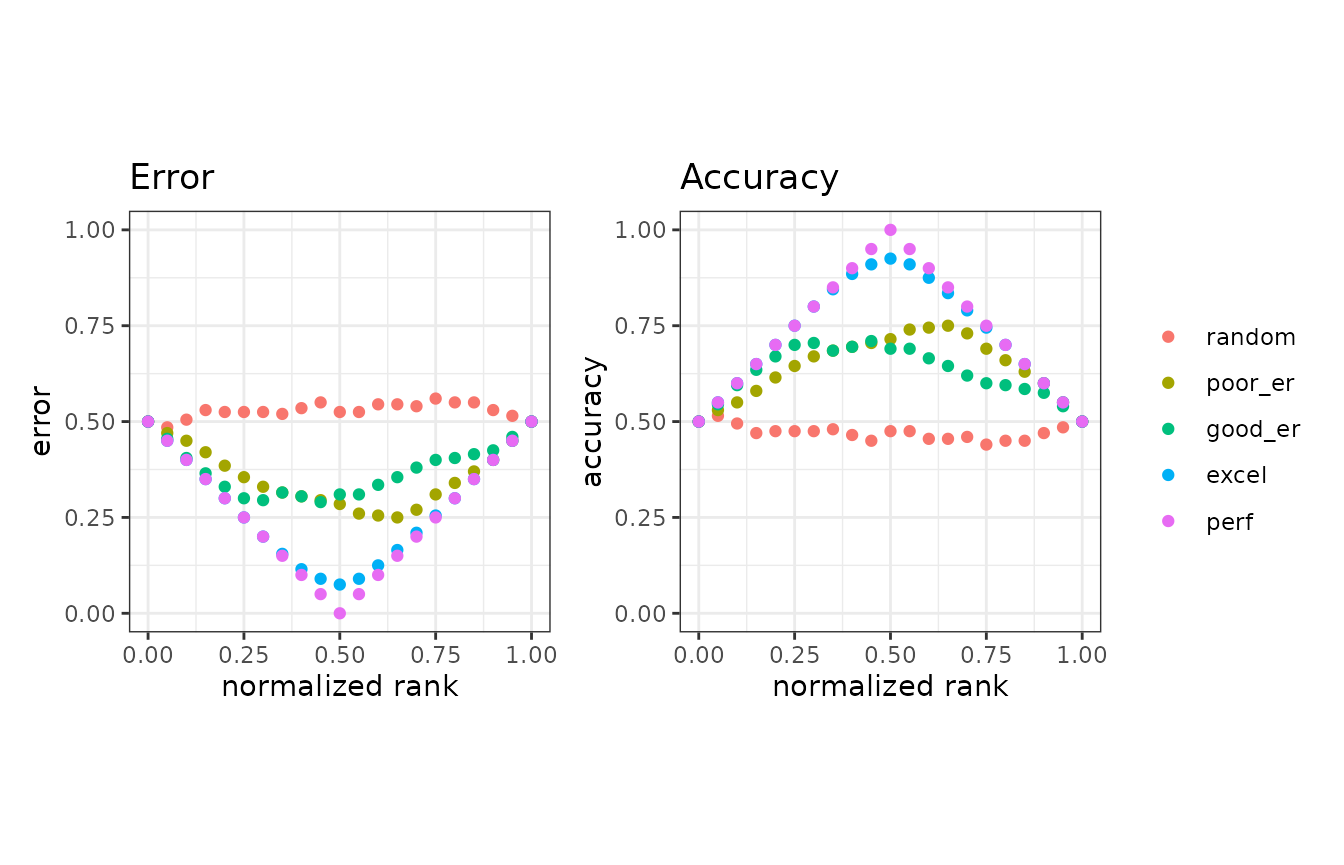 Error
1.00
0.75
0.50
0.25
0.00
error
0.00 0.25 0.50 0.75 1.00
normalized rank
Accuracy
1.00
0.75
0.50
0.25
0.00
accuracy
0.00 0.25 0.50 0.75 1.00
normalized rank
random
poor_er
good_er
excel
perf